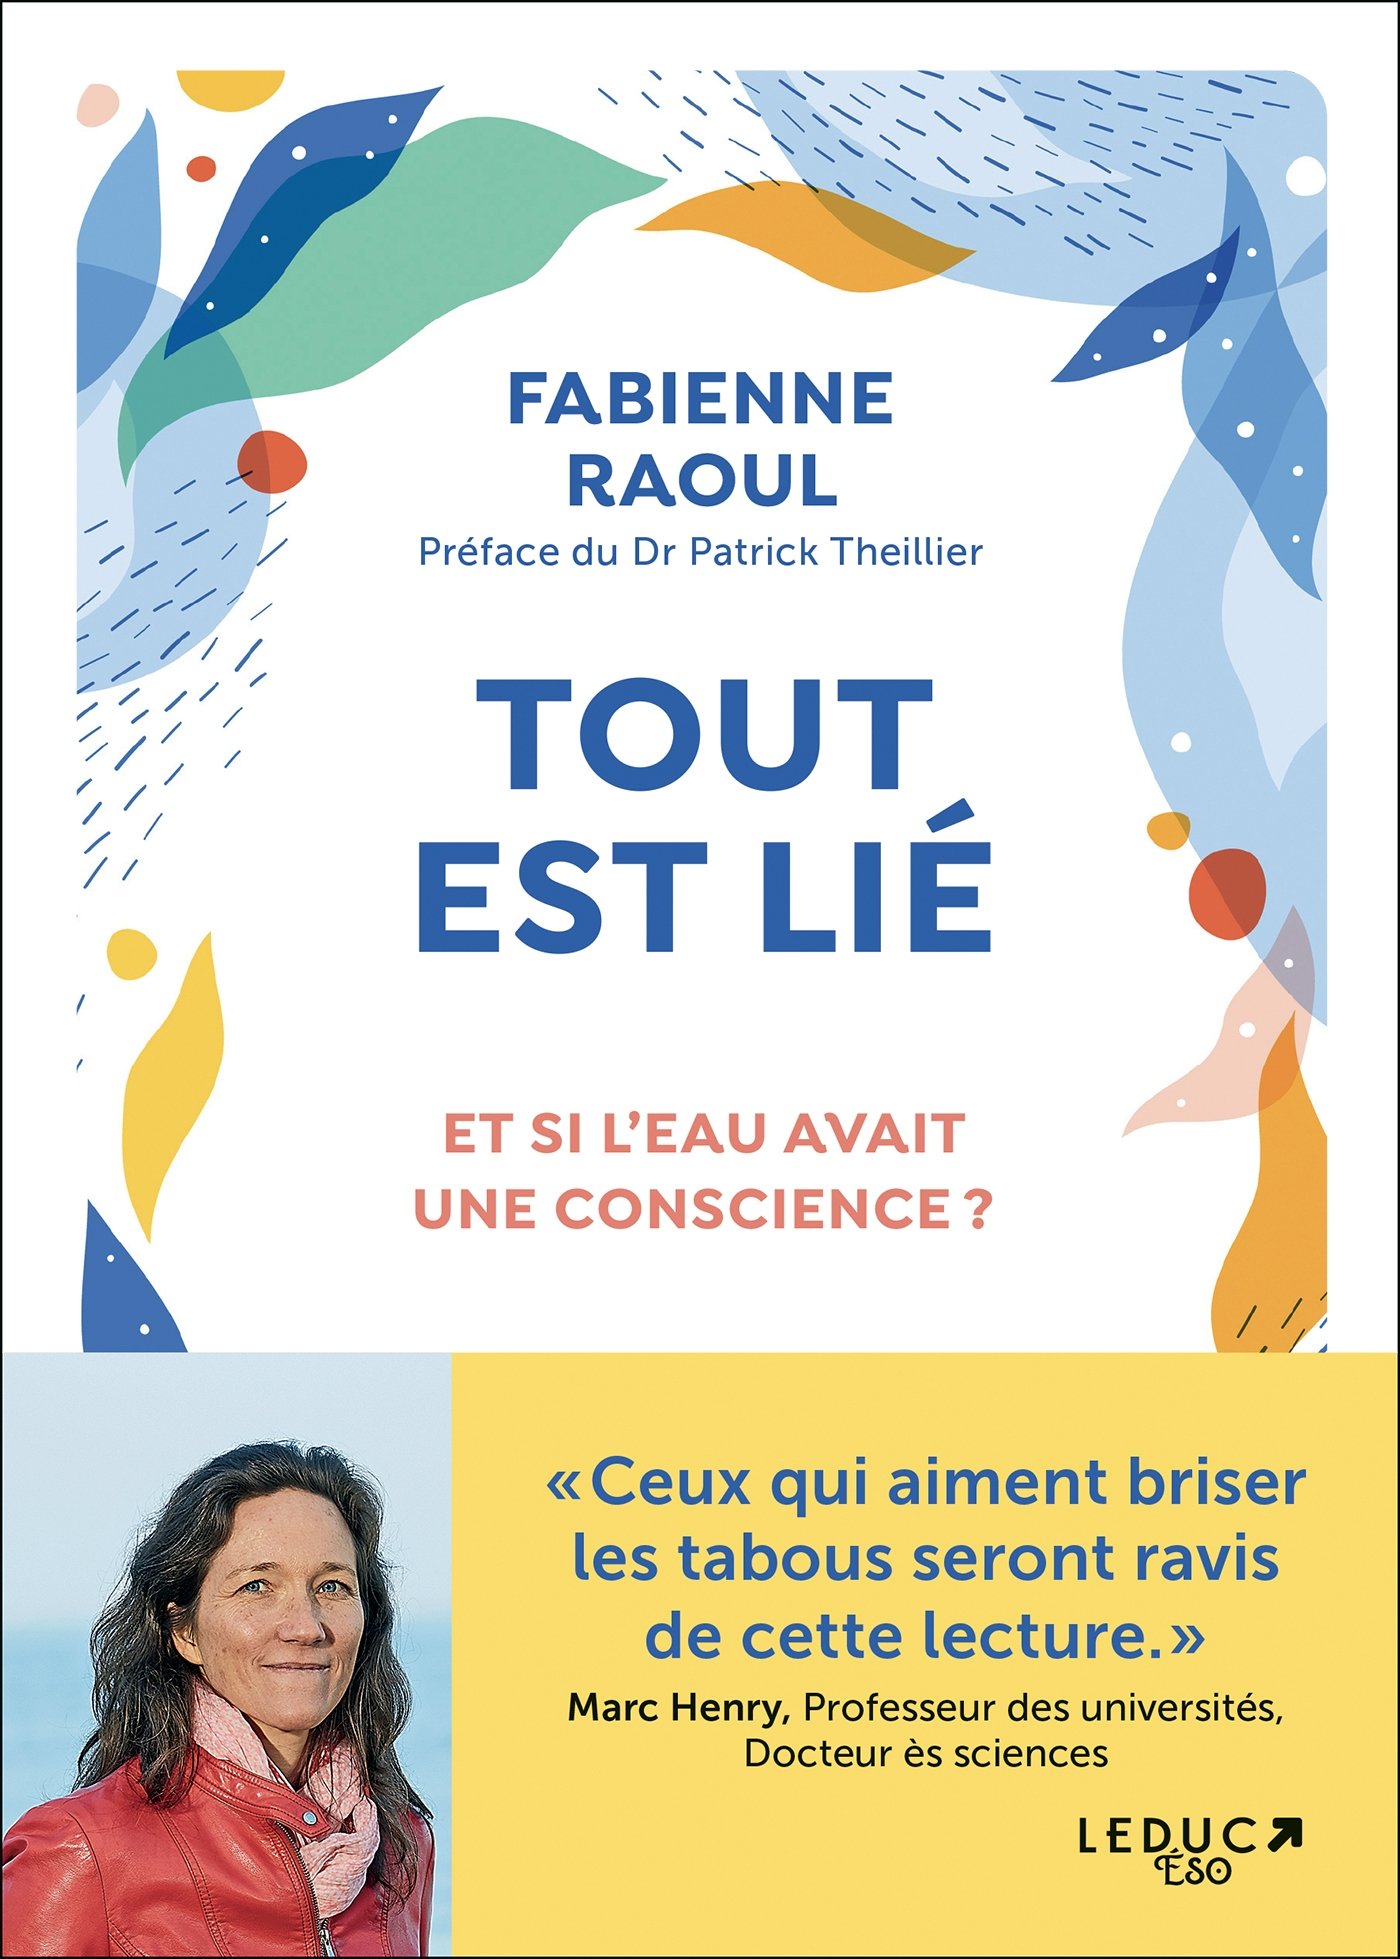 FABIENNE
RAOUL
Préface du Dr Patrick Theillier
TOUT
EST LIÉ
ET SI L’EAU AVAIT
UNE CONSCIENCE ?
« Ceux qui aiment briser
les tabous seront ravis
de cette lecture. »
Marc Henry, Professeur des universités,
Docteur ès sciences
LEDUC
ÉSO